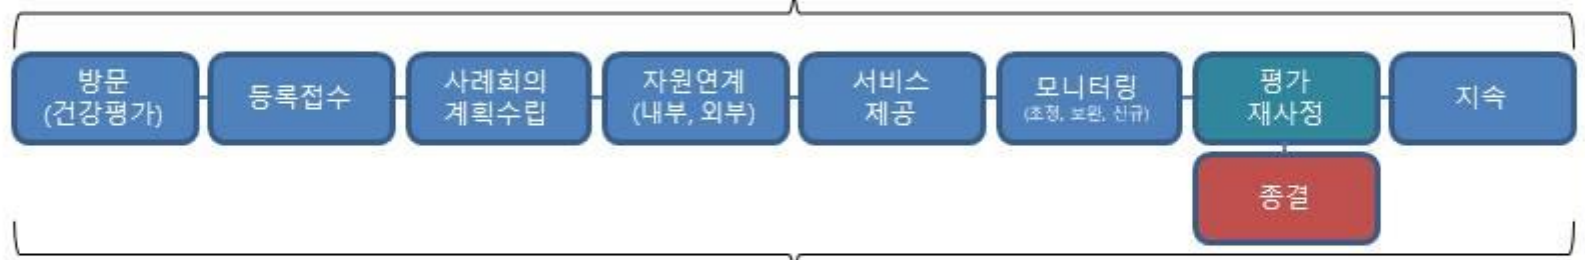 방문
(건강평가)
등록접수
사례회의
계획수립
자원연계
(내부, 외부)
서비스
제공
모니터링
(조정, 보완, 신규)
평가
재사정
지속
종결